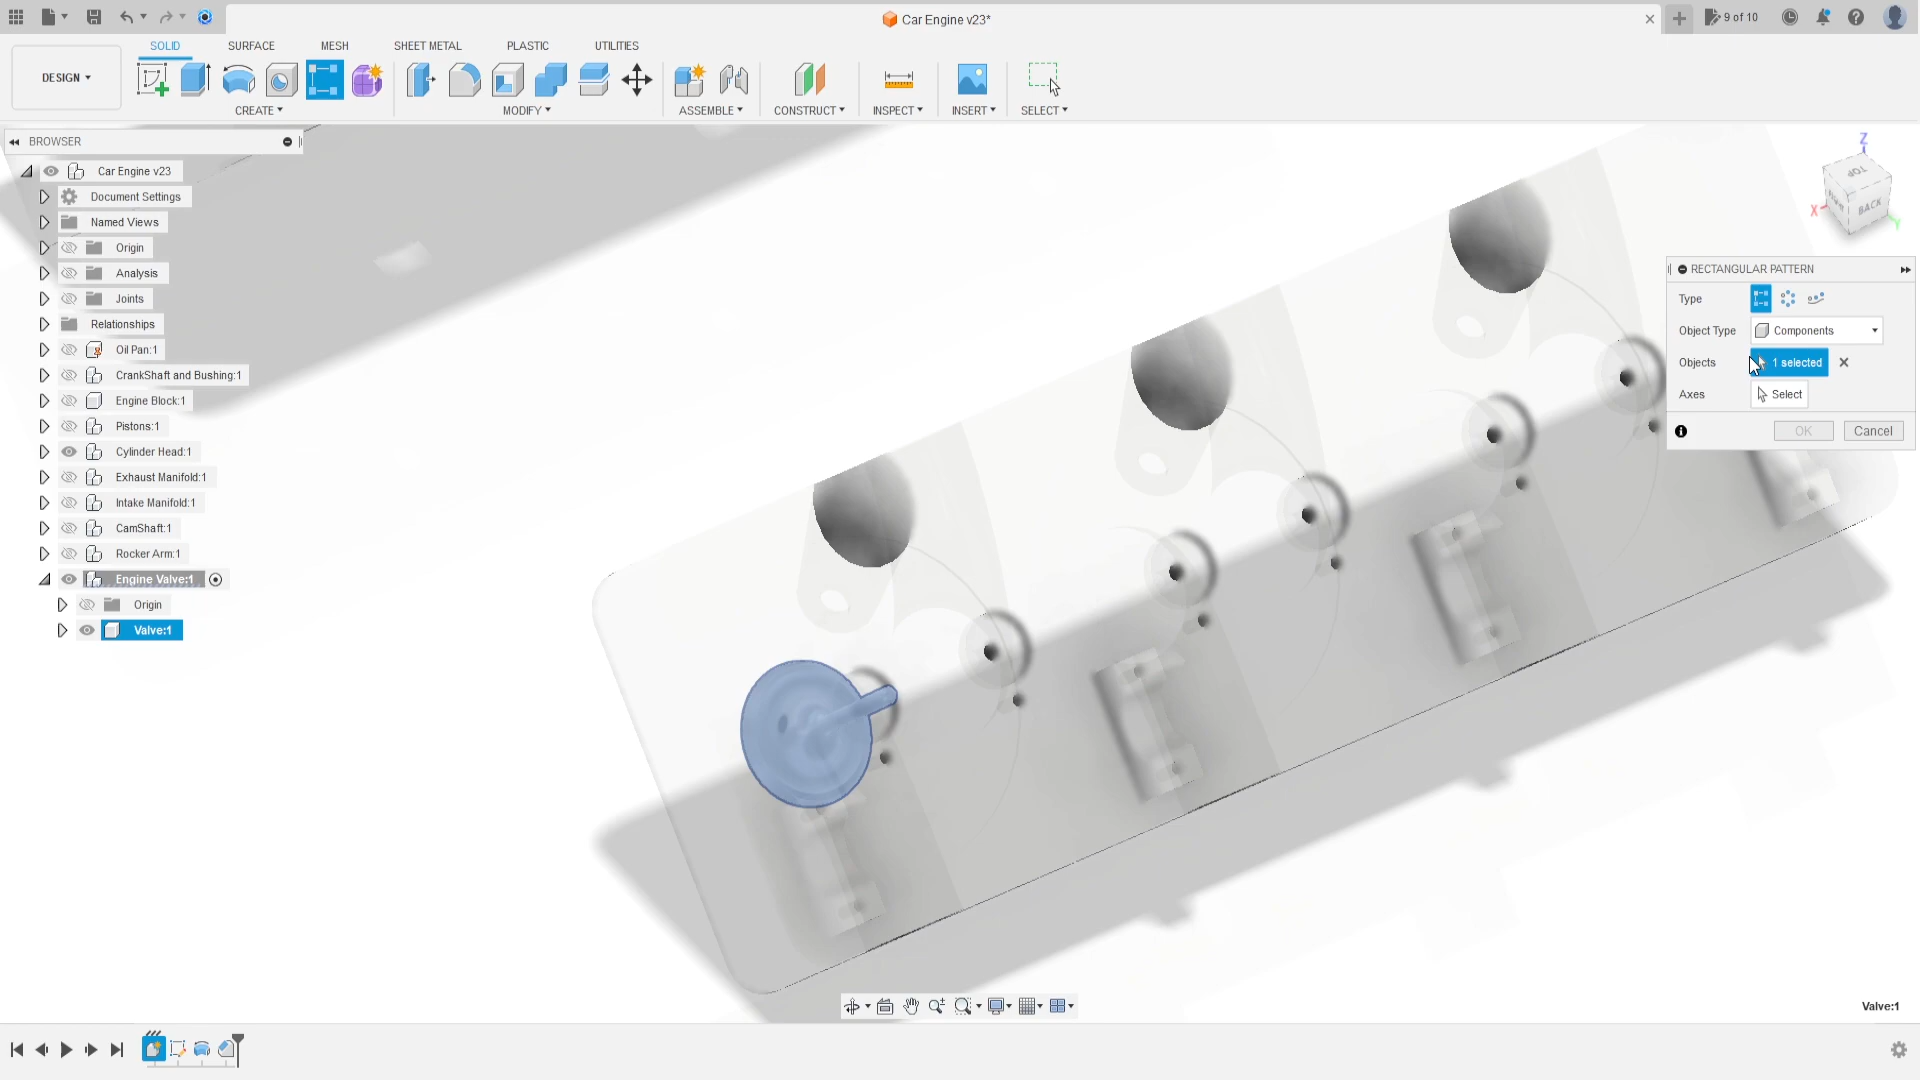 Car Engine v23*
9 of 10
DESIGN
SOLID
SURFACE
MESH
SHEET METAL
PLASTIC
UTILITIES
CREATE
MODIFY
ASSEMBLE
CONSTRUCT
INSPECT
INSERT
SELECT
BROWSER
Car Engine v23
Document Settings
Named Views
Origin
Analysis
Joints
Relationships
Oil Pan:1
CrankShaft and Bushing:1
Engine Block:1
Pistons:1
Cylinder Head:1
Exhaust Manifold:1
Intake Manifold:1
CamShaft:1
Rocker Arm:1
Engine Valve:1
Origin
Valve:1
Z
TOP
BACK
X
Y
RECTANGULAR PATTERN
Type
Object Type Components
Objects 1 selected
Axes Select
OK Cancel
Valve:1